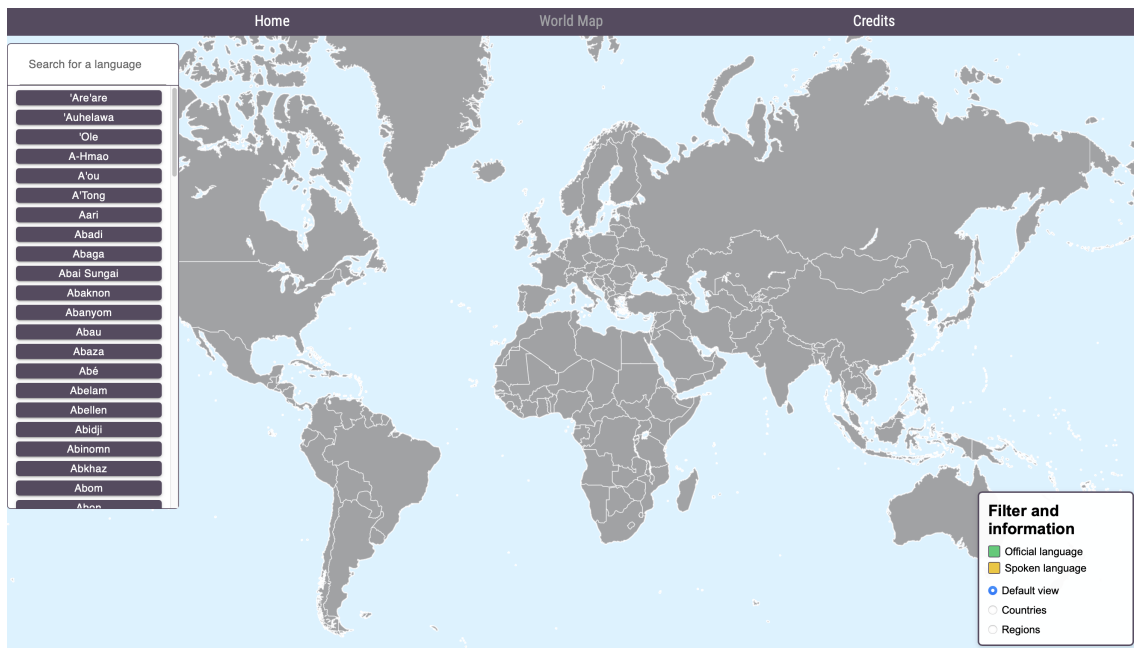 Home
World Map
Credits
Search for a language
'Are'are
'Auhelawa
'Ole
A-Hmao
A'ou
A'Tong
Aari
Abadi
Abaga
Abai Sungai
Abaknon
Abanyom
Abau
Abaza
Abé
Abelam
Abellen
Abidji
Abinomn
Abkhaz
Abom
Abon
Filter and
information
Official language
Spoken language
Default view
Countries
Regions